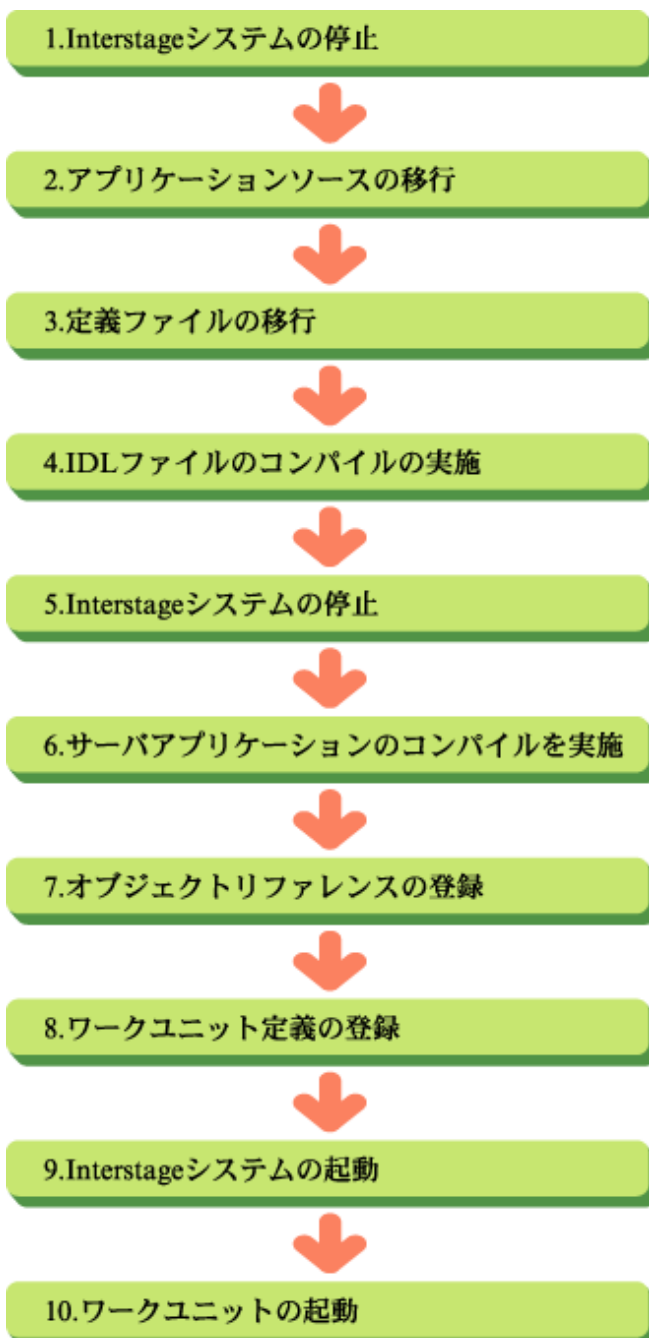 1.Interstageシステムの停止
2.アプリケーションソースの移行
3.定義ファイルの移行
4.IDLファイルのコンパイルの実施
5.Interstageシステムの停止
6.サーバアプリケーションのコンパイルを実施
7.オブジェクトリファレンスの登録
8.ワークユニット定義の登録
9.Interstageシステムの起動
10.ワークユニットの起動